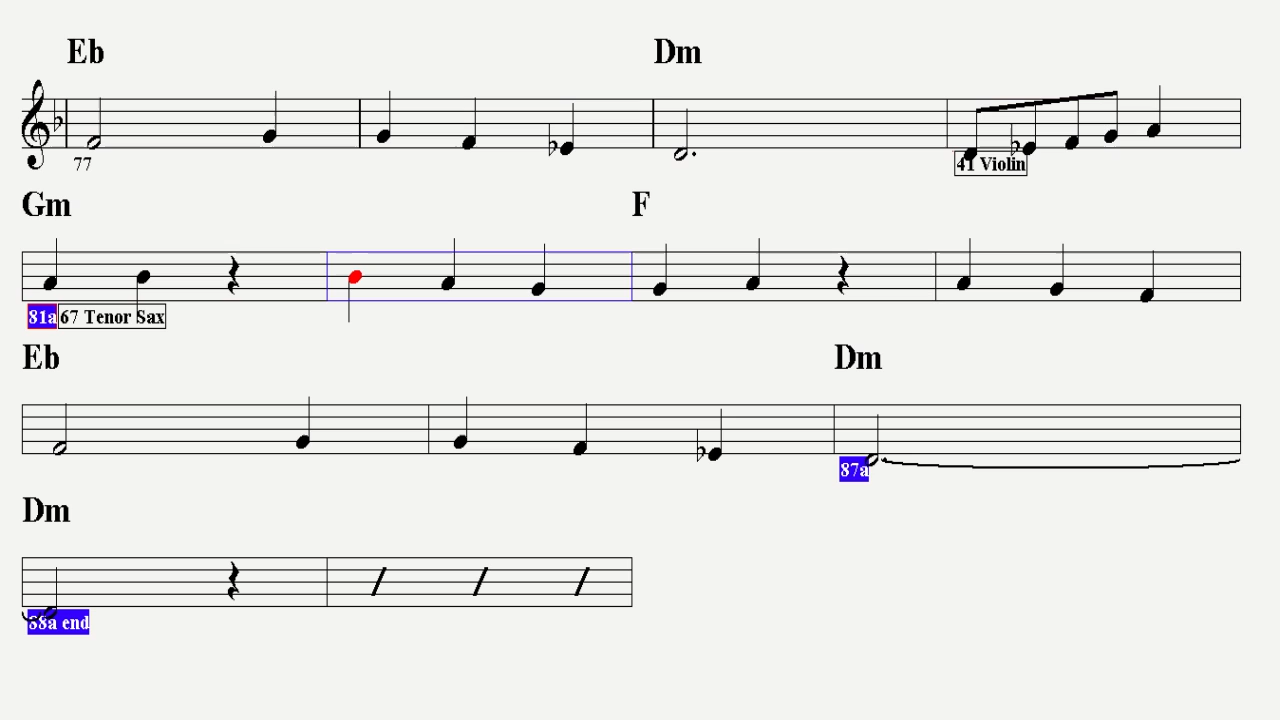 Eb Dm
77 41 Violin
Gm F
81a 67 Tenor Sax
Eb Dm
87a
Dm
88a end